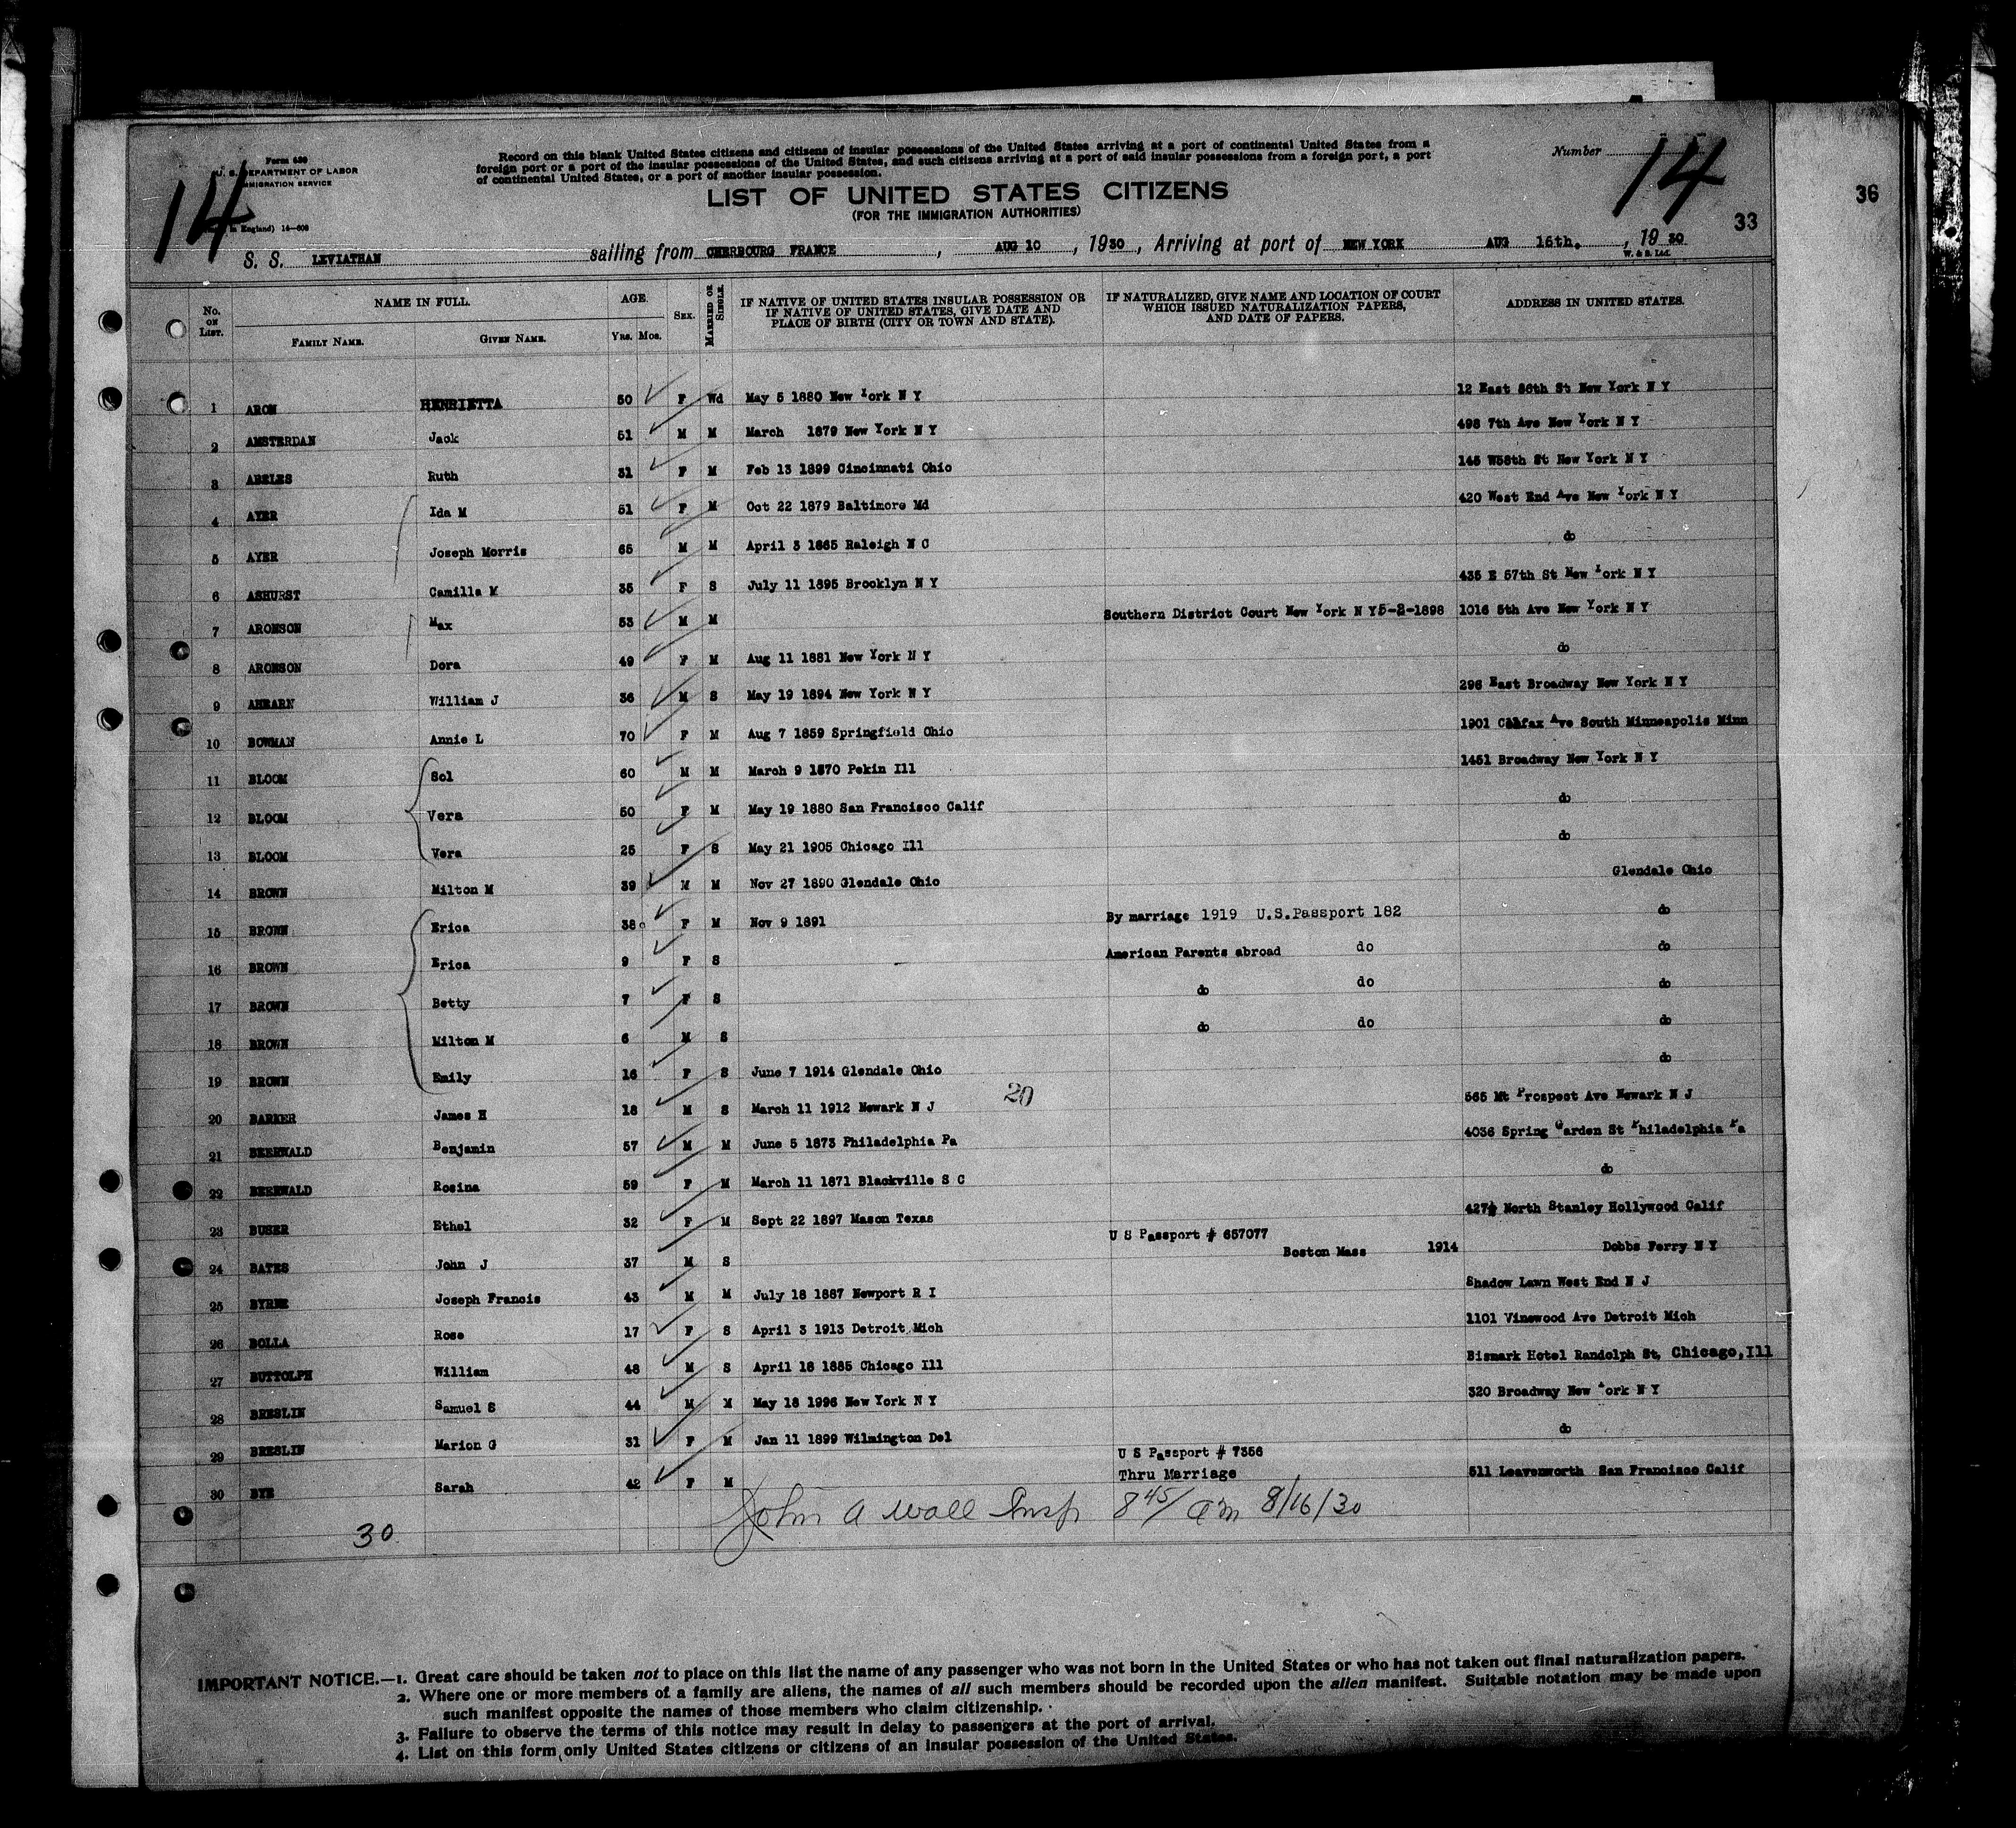 14
Form 630
U. S. DEPARTMENT OF LABOR
IMMIGRATION SERVICE
in England) 14—608
Record on this blank United States citizens and citizens of insular possessions of the United States arriving at a port of continental United States from a
foreign port or a port of the insular possessions of the United States, and such citizens arriving at a port of said insular possessions from a foreign port, a port
of continental United States, or a port of another insular possession.
LIST OF UNITED STATES CITIZENS
(FOR THE IMMIGRATION AUTHORITIES)
Number 14
33
36
S. S. LEVIATHAN sailing from CHERBOURG FRANCE, AUG 10, 1930, Arriving at port of NEW YORK AUG 16th., 1930
W. & S. Ltd.
No. ON LIST. NAME IN FULL. FAMILY NAME. GIVEN NAME. AGE. YRS. MOS. SEX. MARRIED OR SINGLE. IF NATIVE OF UNITED STATES INSULAR POSSESSION OR IF NATIVE OF UNITED STATES, GIVE DATE AND PLACE OF BIRTH (CITY OR TOWN AND STATE). IF NATURALIZED, GIVE NAME AND LOCATION OF COURT WHICH ISSUED NATURALIZATION PAPERS, AND DATE OF PAPERS. ADDRESS IN UNITED STATES.
1 ARON HENRIETTA 50 F Wd May 5 1880 New York N Y 12 East 86th St New York N Y
2 AMSTERDAN Jack 51 M M March 1879 New York N Y 498 7th Ave New York N Y
3 ABELES Ruth 31 F M Feb 13 1899 Cincinnati Ohio 145 W58th St New York N Y
4 AYER Ida M 51 F M Oct 22 1879 Baltimore Md 420 West End Ave New York N Y
5 AYER Joseph Morris 65 M M April 3 1865 Raleigh N C do
6 ASHURST Camilla M 35 F S July 11 1895 Brooklyn N Y 435 E 57th St New York N Y
7 ARONSON Max 53 M M Southern District Court New York N Y 5-2-1898 1016 5th Ave New York N Y
8 ARONSON Dora 49 F M Aug 11 1881 New York N Y do
9 AHEARN William J 36 M S May 19 1894 New York N Y 296 East Broadway New York N Y
10 BOWMAN Annie L 70 F M Aug 7 1859 Springfield Ohio 1901 Colfax Ave South Minneapolis Minn
11 BLOOM Sol 60 M M March 9 1870 Pekin Ill 1451 Broadway New York N Y
12 BLOOM Vera 50 F M May 19 1880 San Francisco Calif do
13 BLOOM Vera 25 F S May 21 1905 Chicago Ill do
14 BROWN Milton M 39 M M Nov 27 1890 Glendale Ohio Glendale Ohio
15 BROWN Erica 38 F M Nov 9 1891 By marriage 1919 U.S.Passport 182 do
16 BROWN Erica 9 F S American Parents abroad do do
17 BROWN Betty 7 F S do do do
18 BROWN Milton M 6 M S do do do
19 BROWN Emily 16 F S June 7 1914 Glendale Ohio do
20
20 BARKER James H 18 M S March 11 1912 Newark N J 565 Mt Prospect Ave Newark N J
21 BEERWALD Benjamin 57 M M June 5 1873 Philadelphia Pa 4036 Spring Garden St Philadelphia Pa
22 BEERWALD Rosina 59 F M March 11 1871 Blackville S C do
23 BUSER Ethel 32 F M Sept 22 1897 Mason Texas 427½ North Stanley Hollywood Calif
24 BATES John J 37 M S U S Passport # 657077 Boston Mass 1914 Dobbs Ferry N Y
25 BYRNE Joseph Francis 43 M M July 18 1887 Newport R I Shadow Lawn West End N J
26 BOLLA Rose 17 F S April 3 1913 Detroit Mich 1101 Vinewood Ave Detroit Mich
27 BUTTOLPH William 48 M S April 18 1885 Chicago Ill Bismark Hotel Randolph St, Chicago, Ill
28 BRESLIN Samuel S 44 M M May 18 1996 New York N Y 320 Broadway New York N Y
29 BRESLIN Marion G 31 F M Jan 11 1899 Wilmington Del do
30 BYE Sarah 42 F M U S Passport # 7356 Thru Marriage 511 Leavenworth San Francisco Calif
John A Wall Insp 8 45/ am 8/16/30
30
IMPORTANT NOTICE.—1. Great care should be taken not to place on this list the name of any passenger who was not born in the United States or who has not taken out final naturalization papers.
2. Where one or more members of a family are aliens, the names of all such members should be recorded upon the alien manifest. Suitable notation may be made upon
such manifest opposite the names of those members who claim citizenship.
3. Failure to observe the terms of this notice may result in delay to passengers at the port of arrival.
4. List on this form only United States citizens or citizens of an insular possession of the United States.